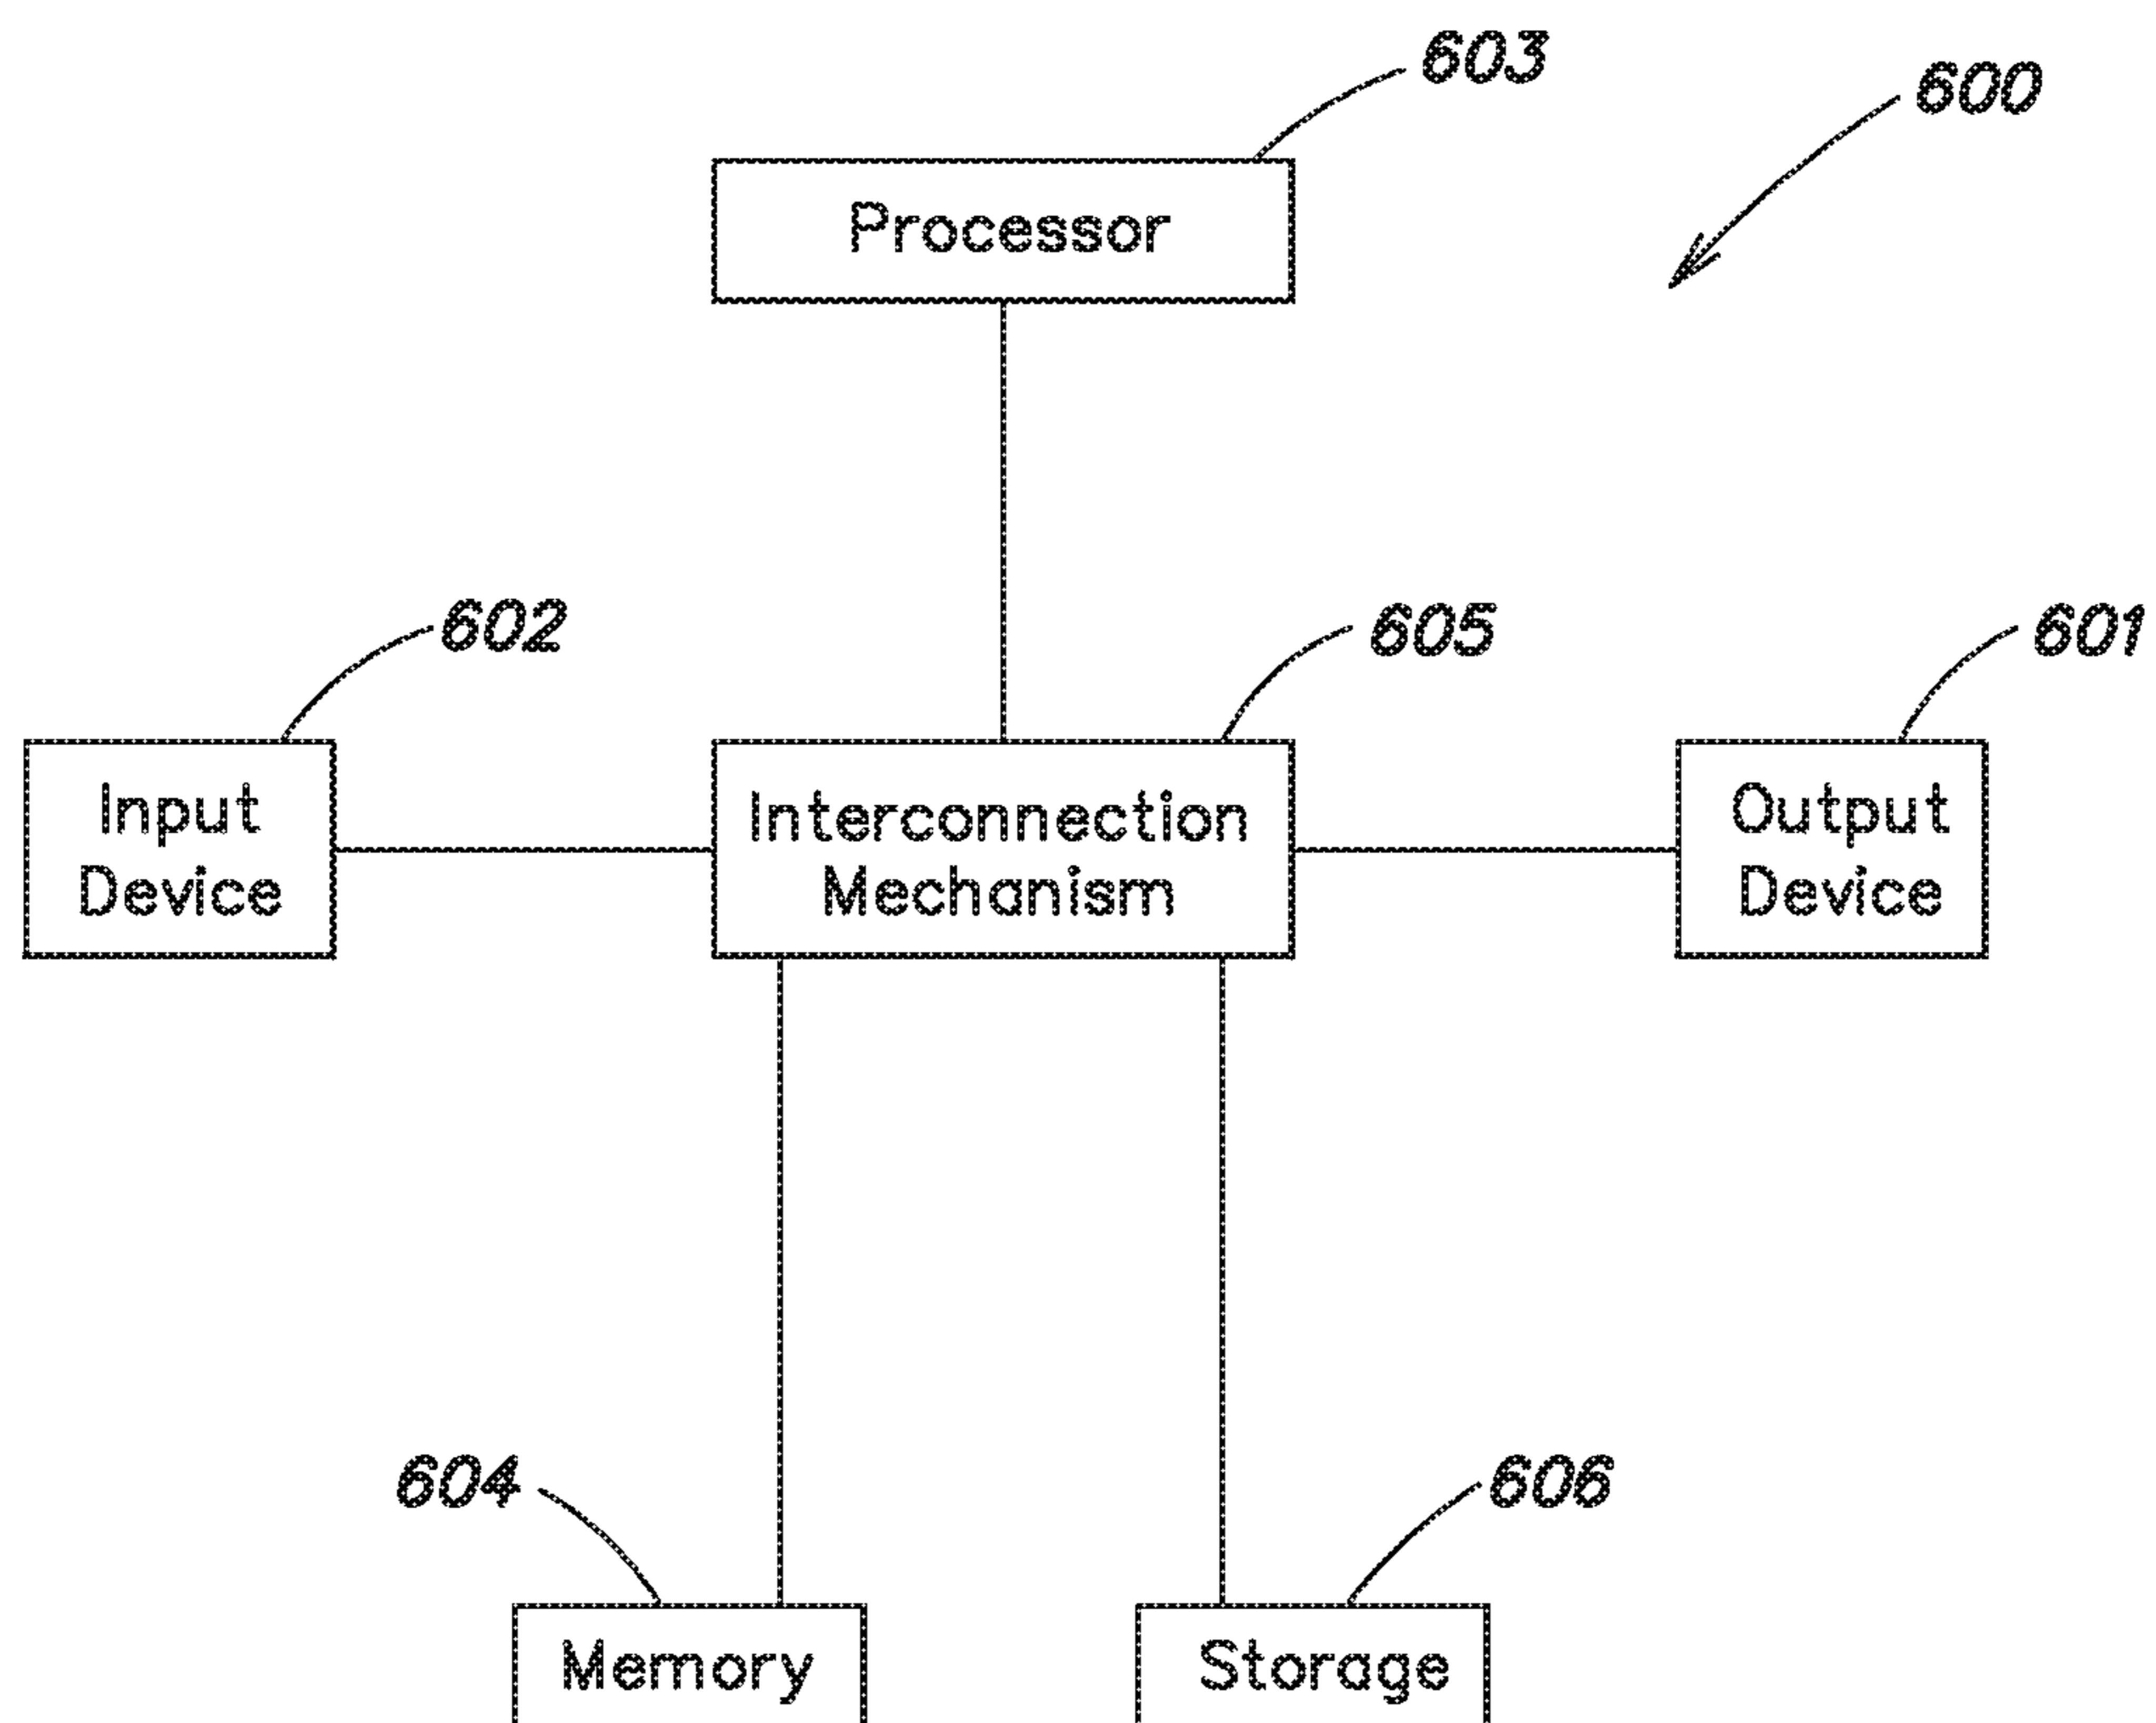 603
600
Processor
602
605
601
Input
Device
Interconnection
Mechanism
Output
Device
604
606
Memory
Storage